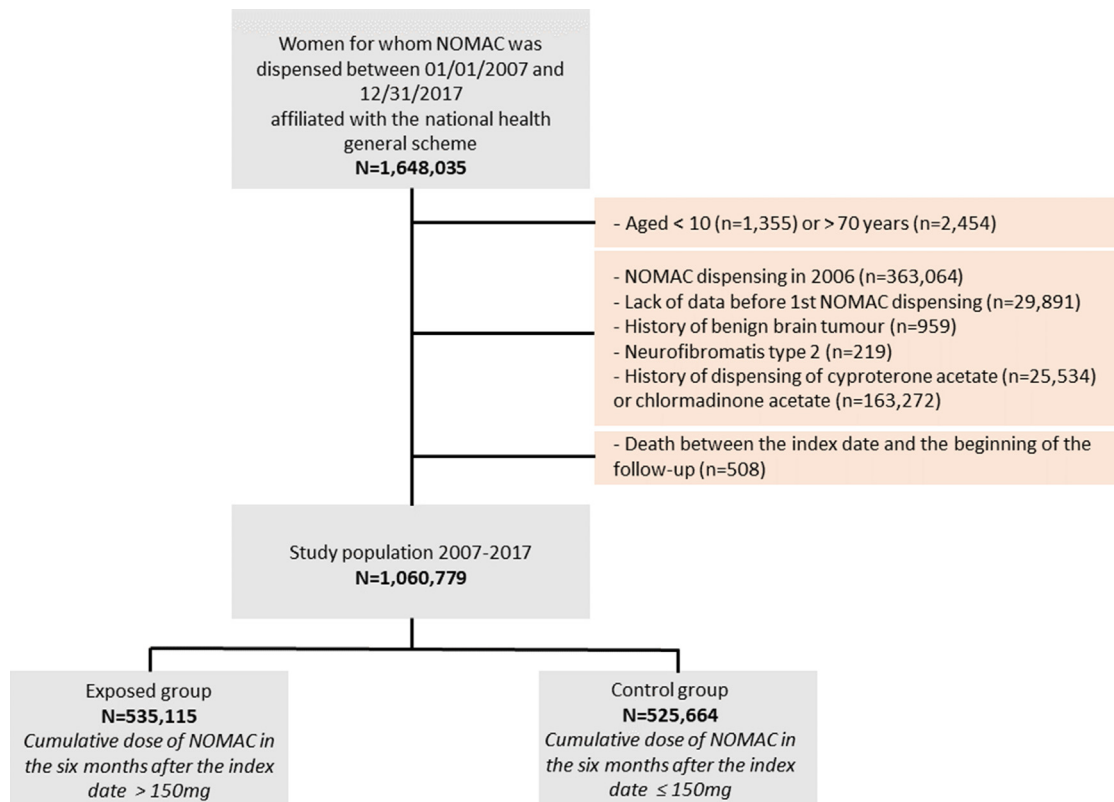 Women for whom NOMAC was
dispensed between 01/01/2007 and
12/31/2017
affiliated with the national health
general scheme
N=1,648,035
- Aged < 10 (n=1,355) or > 70 years (n=2,454)
- NOMAC dispensing in 2006 (n=363,064)
- Lack of data before 1st NOMAC dispensing (n=29,891)
- History of benign brain tumour (n=959)
- Neurofibromatis type 2 (n=219)
- History of dispensing of cyproterone acetate (n=25,534)
or chlormadinone acetate (n=163,272)
- Death between the index date and the beginning of the
follow-up (n=508)
Study population 2007-2017
N=1,060,779
Exposed group
N=535,115
Cumulative dose of NOMAC in
the six months after the index
date > 150mg
Control group
N=525,664
Cumulative dose of NOMAC in
the six months after the index
date ≤ 150mg